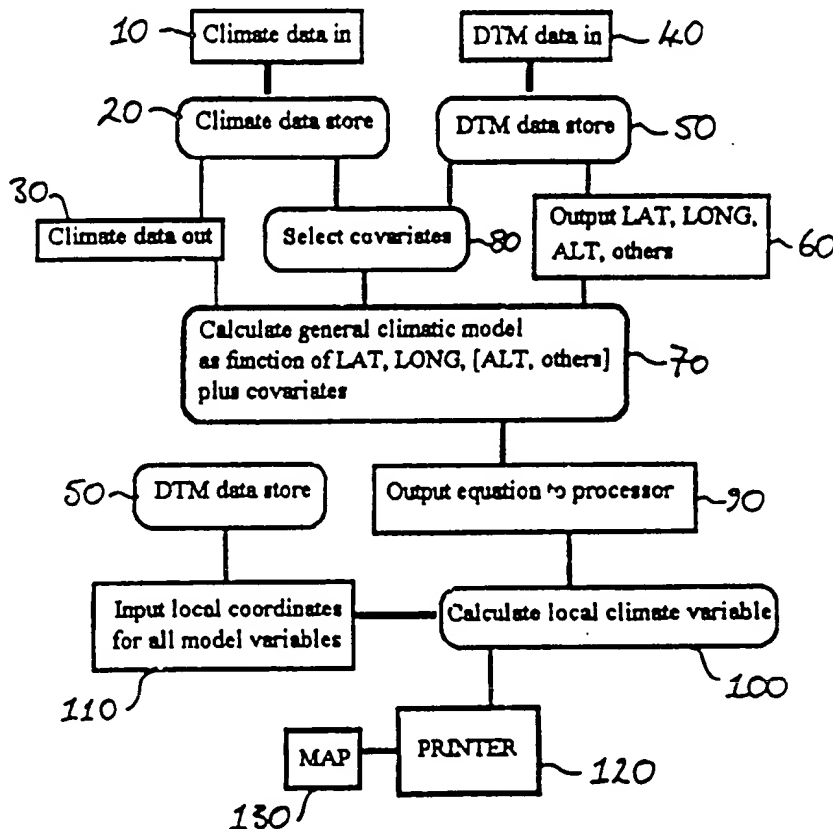 10
Climate data in
DTM data in
40
20
Climate data store
DTM data store
50
30
Climate data out
Select covariates
80
Output LAT, LONG,
ALT, others
60
Calculate general climatic model
as function of LAT, LONG, [ALT, others]
plus covariates
70
50
DTM data store
Output equation to processor
90
Input local coordinates
for all model variables
110
Calculate local climate variable
100
MAP
130
PRINTER
120